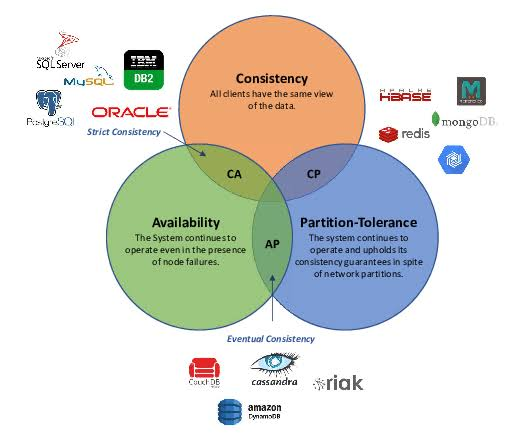 SQL Server
MySQL
IBM
DB2
PostgreSQL
ORACLE
Strict Consistency
Consistency
All clients have the same view
of the data.
APACHE
HBASE
redis
mongoDB
CA
CP
AP
Availability
The System continues to
operate even in the presence
of node failures.
Partition-Tolerance
The system continues to
operate and upholds its
consistency guarantees in spite
of network partitions.
Eventual Consistency
CouchDB
cassandra
riak
amazon
DynamoDB